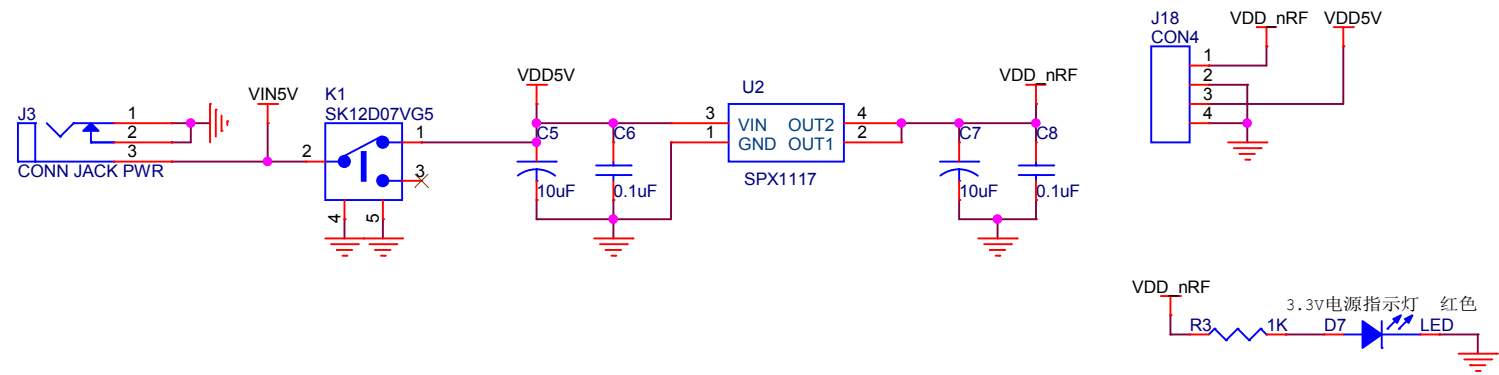 J3
1
2
3
CONN JACK PWR
VIN5V
K1
SK12D07VG5
2
1
3
4
5
VDD5V
C5
10uF
C6
0.1uF
U2
3
1
VIN OUT2
GND OUT1
4
2
SPX1117
VDD_nRF
C7
10uF
C8
0.1uF
J18
CON4
1
2
3
4
VDD_nRF
VDD5V
VDD_nRF
R3
1K
3.3V电源指示灯 红色
D7
LED